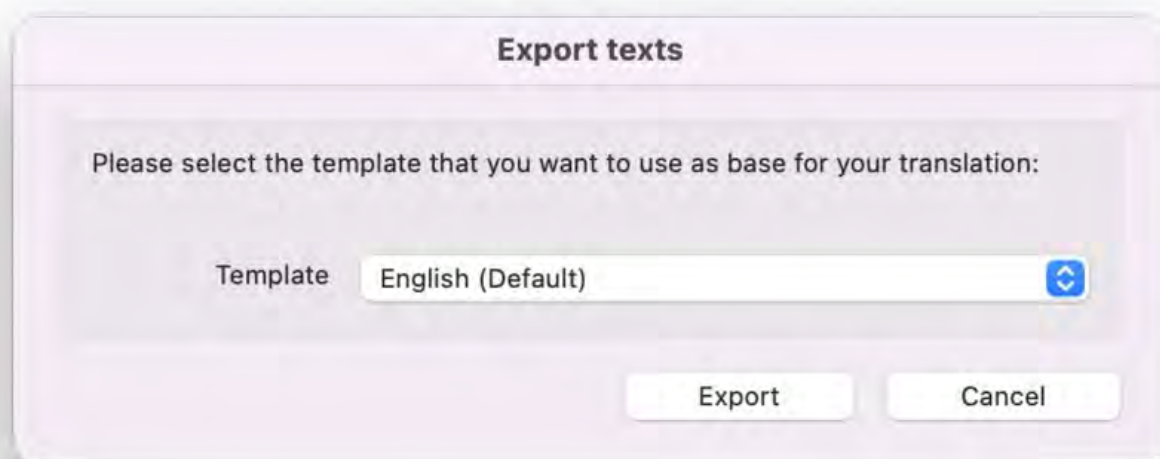 Export texts
Please select the template that you want to use as base for your translation:
Template English (Default)
Export Cancel